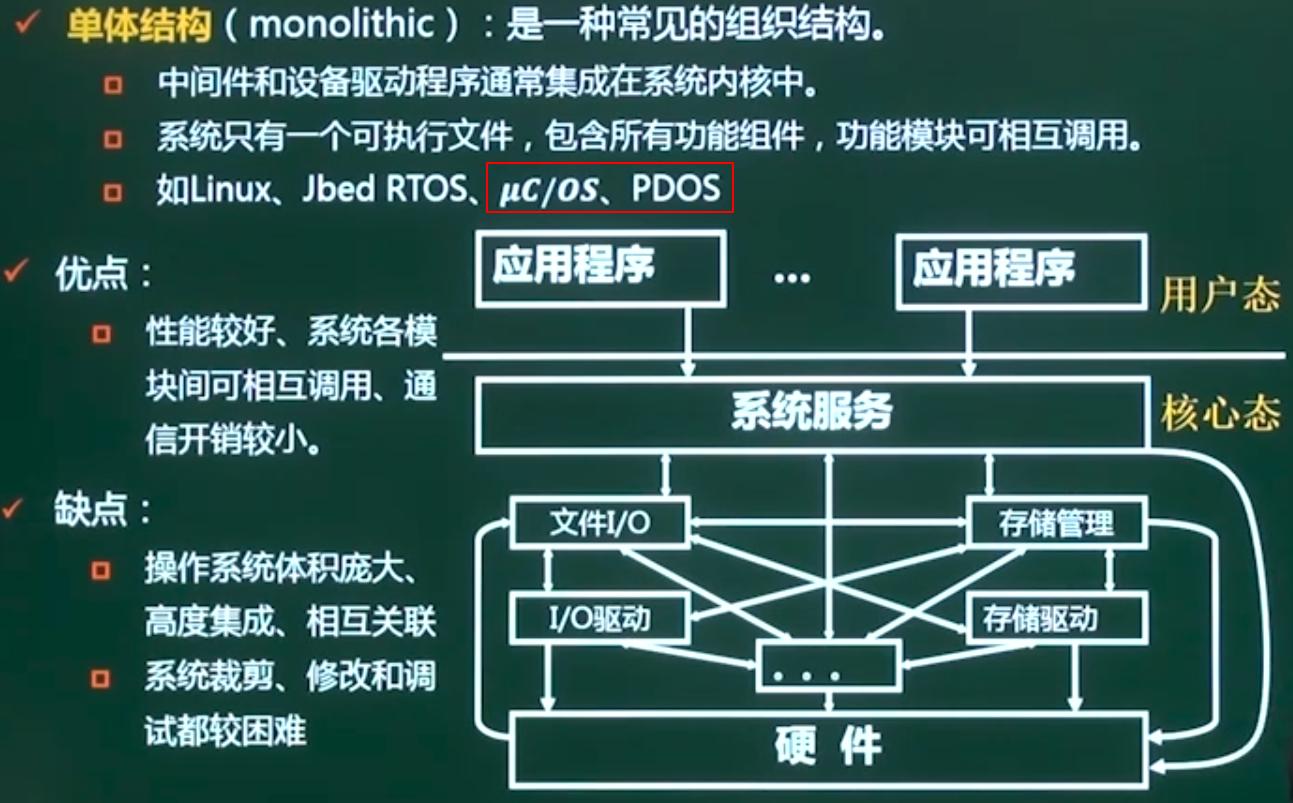 单体结构（monolithic）：是一种常见的组织结构。
中间件和设备驱动程序通常集成在系统内核中。
系统只有一个可执行文件，包含所有功能组件，功能模块可相互调用。
如Linux、Jbed RTOS、μC/OS、PDOS
优点：
性能较好、系统各模
块间可相互调用、通
信开销较小。
缺点：
操作系统体积庞大、
高度集成、相互关联
系统裁剪、修改和调
试都较困难
应用程序
...
应用程序
用户态
系统服务
核心态
文件I/O
存储管理
I/O驱动
存储驱动
...
硬 件